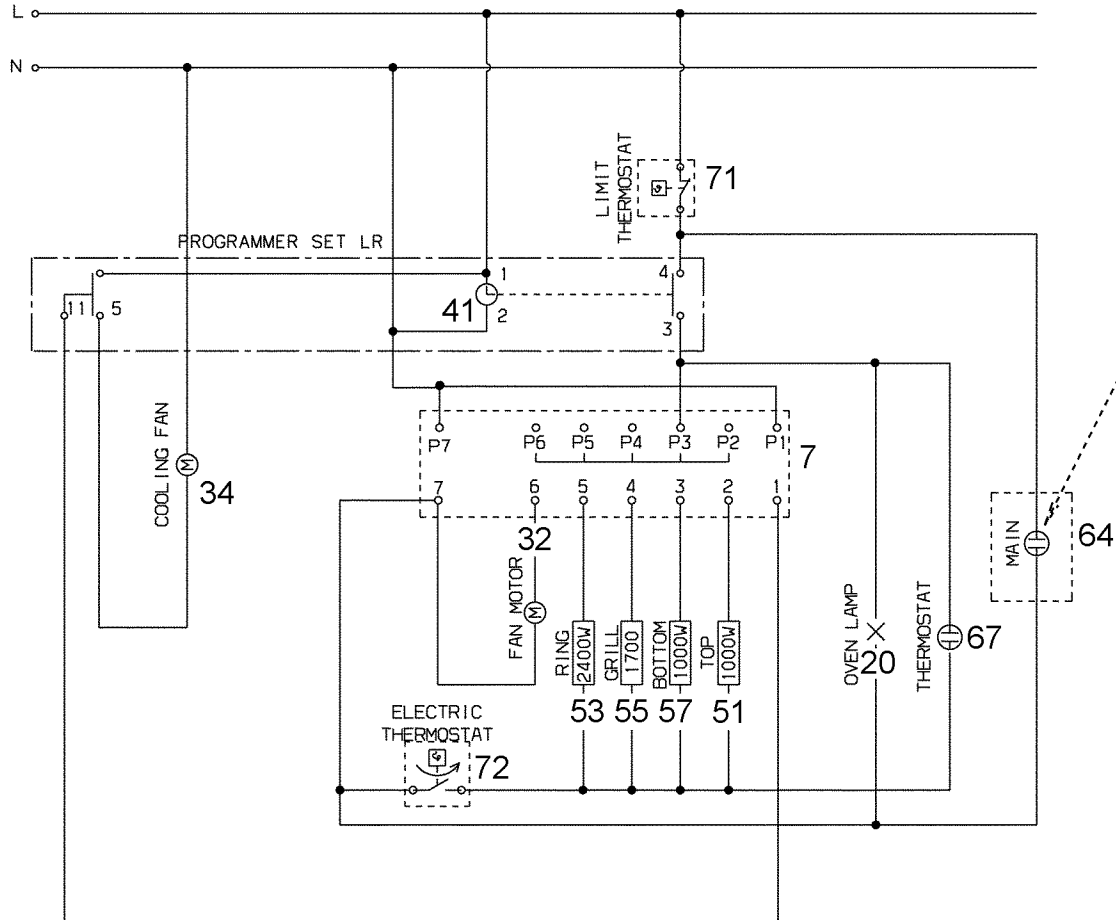 L
N
LIMIT
THERMOSTAT
71
PROGRAMMER SET LR
1
4
11
5
41
2
3
COOLING FAN
34
P7
P6
P5
P4
P3
P2
P1
7
7
6
5
4
3
2
1
32
FAN MOTOR
M
M
RING
2400W
GRILL
1700
BOTTOM
1000W
TOP
1000W
53
55
57
51
OVEN LAMP
20
THERMOSTAT
67
MAIN
64
ELECTRIC
THERMOSTAT
72